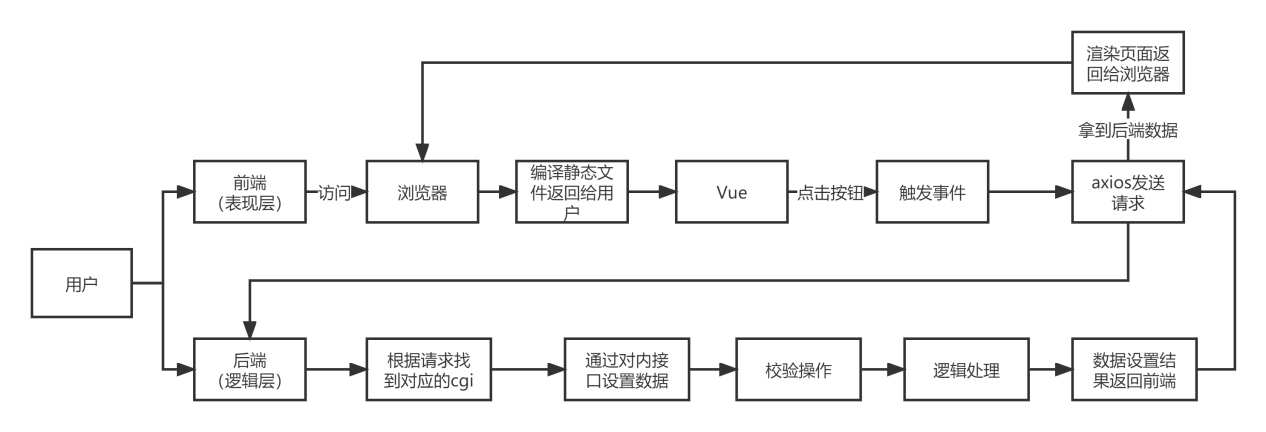 渲染页面返
回给浏览器
拿到后端数据
前端
(表现层)
访问
浏览器
编译静态文
件返回给用
户
Vue
点击按钮
触发事件
axios发送
请求
用户
后端
(逻辑层)
根据请求找
到对应的cgi
通过对内接
口设置数据
校验操作
逻辑处理
数据设置结
果返回前端